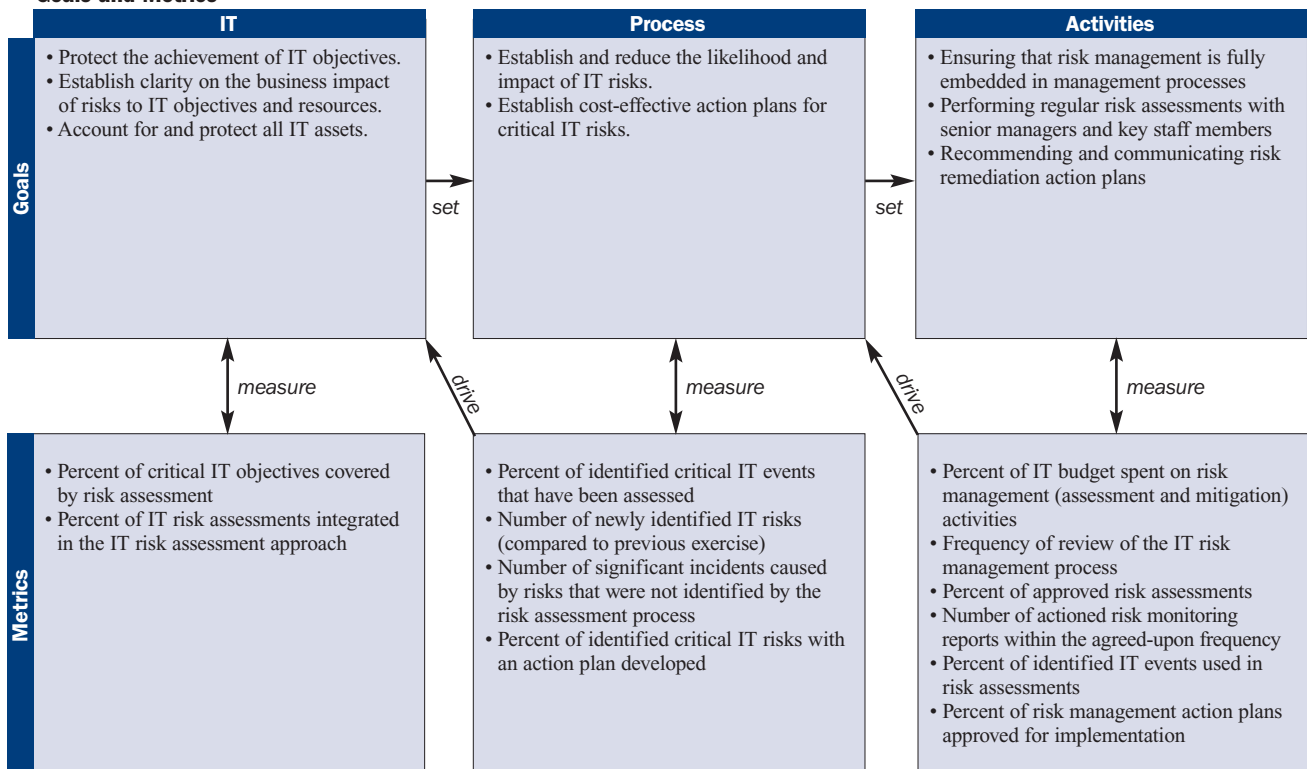 Goals and Metrics
IT
Process
Activities
Goals
• Protect the achievement of IT objectives.
• Establish clarity on the business impact
of risks to IT objectives and resources.
• Account for and protect all IT assets.
set
• Establish and reduce the likelihood and
impact of IT risks.
• Establish cost-effective action plans for
critical IT risks.
set
• Ensuring that risk management is fully
embedded in management processes
• Performing regular risk assessments with
senior managers and key staff members
• Recommending and communicating risk
remediation action plans
measure
drive
measure
drive
measure
Metrics
• Percent of critical IT objectives covered
by risk assessment
• Percent of IT risk assessments integrated
in the IT risk assessment approach
• Percent of identified critical IT events
that have been assessed
• Number of newly identified IT risks
(compared to previous exercise)
• Number of significant incidents caused
by risks that were not identified by the
risk assessment process
• Percent of identified critical IT risks with
an action plan developed
• Percent of IT budget spent on risk
management (assessment and mitigation)
activities
• Frequency of review of the IT risk
management process
• Percent of approved risk assessments
• Number of actioned risk monitoring
reports within the agreed-upon frequency
• Percent of identified IT events used in
risk assessments
• Percent of risk management action plans
approved for implementation